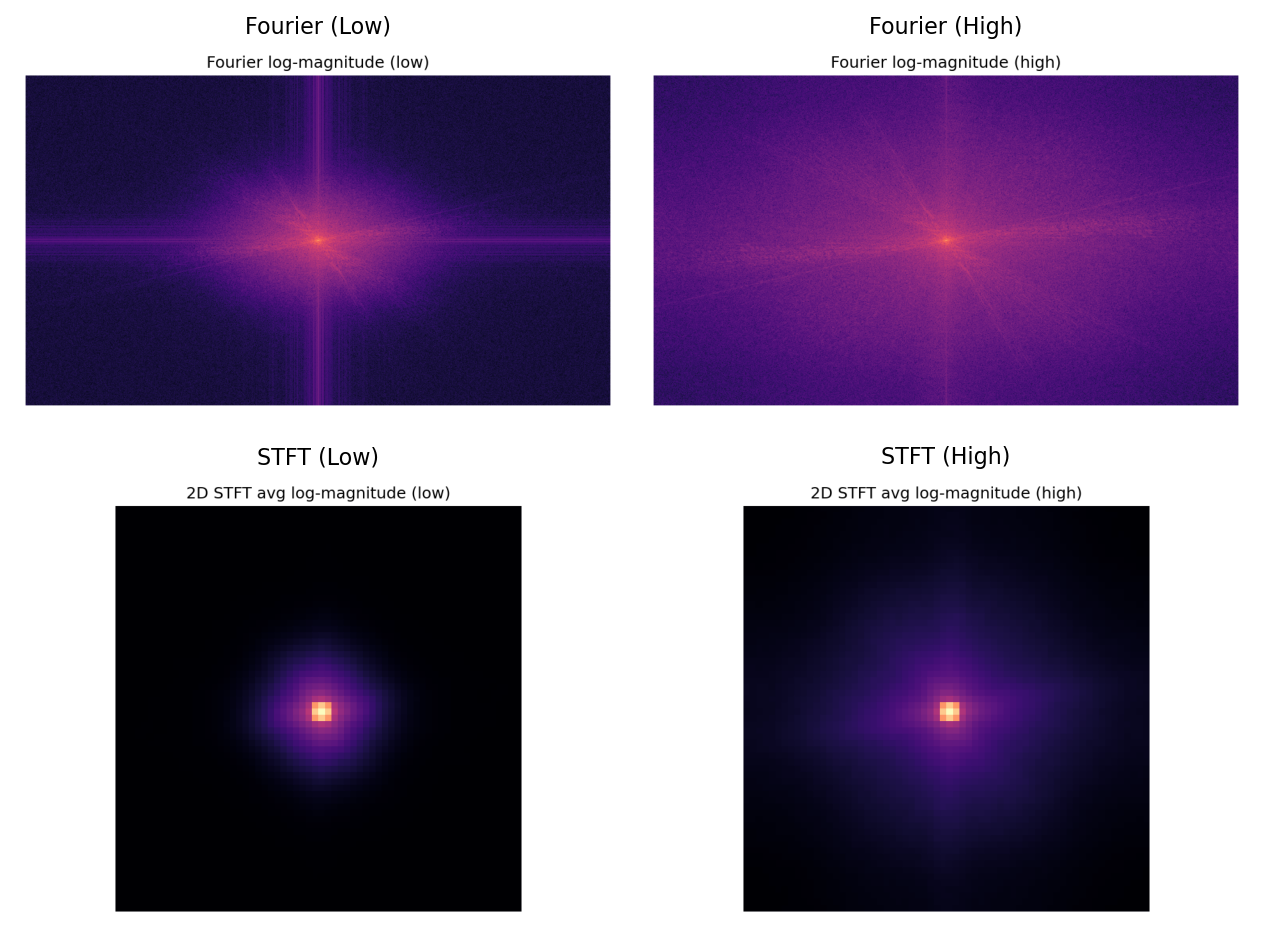 Fourier (Low)
Fourier (High)
Fourier log-magnitude (low)
Fourier log-magnitude (high)
STFT (Low)
STFT (High)
2D STFT avg log-magnitude (low)
2D STFT avg log-magnitude (high)